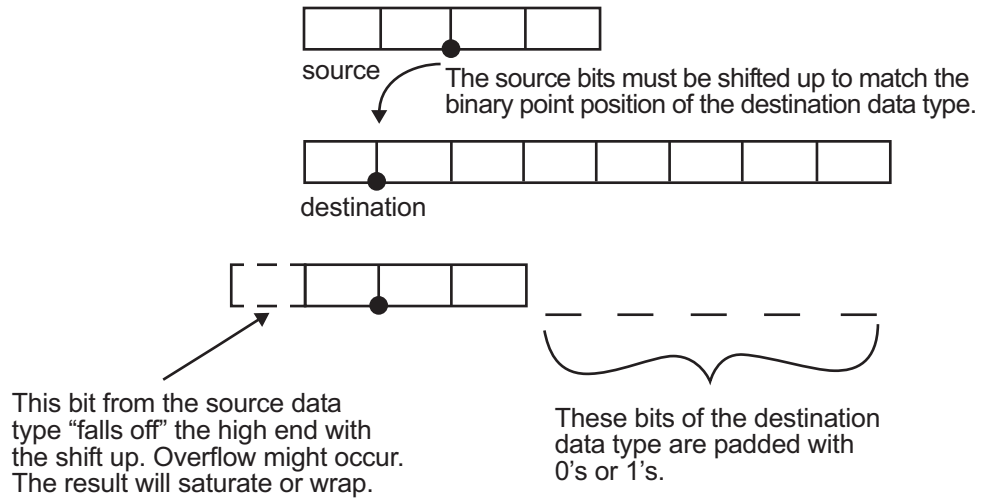 source
The source bits must be shifted up to match the
binary point position of the destination data type.
destination
This bit from the source data
type “falls off” the high end with
the shift up. Overflow might occur.
The result will saturate or wrap.
These bits of the destination
data type are padded with
0's or 1's.